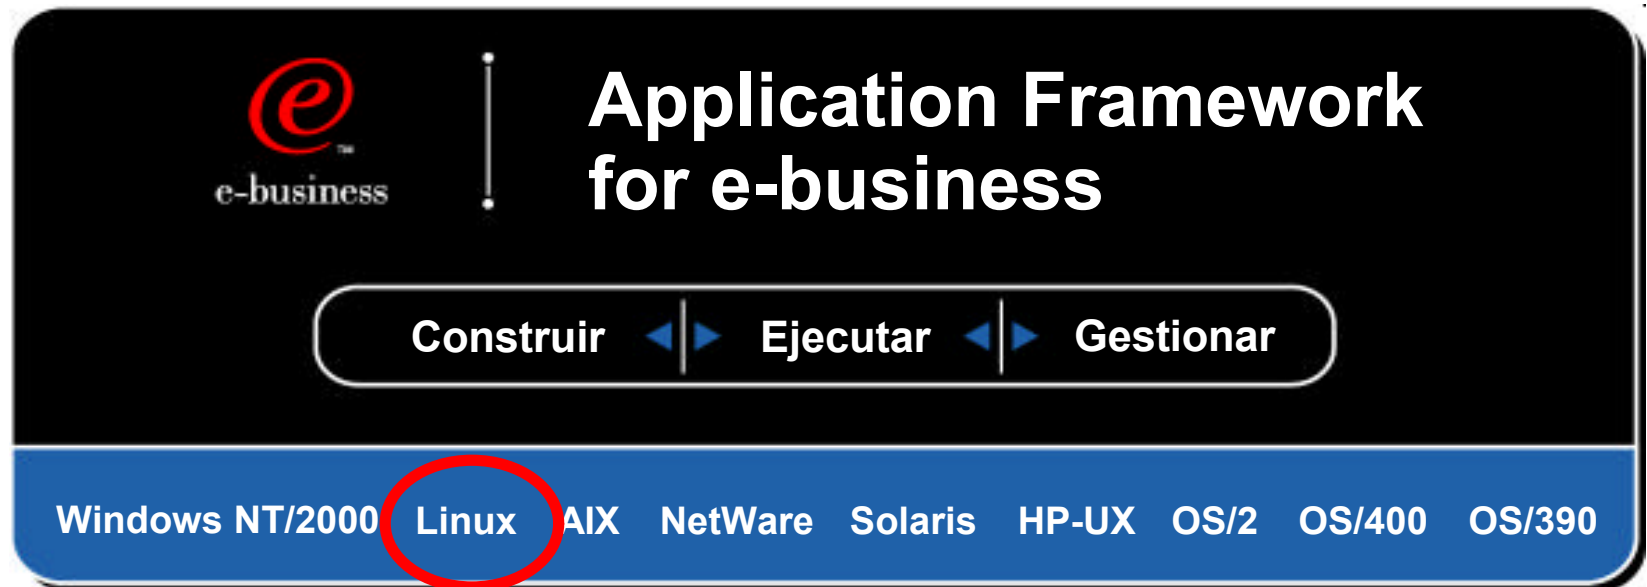 Application Framework
for e-business
e
TM
e-business
Construir Ejecutar Gestionar
Windows NT/2000 Linux AIX NetWare Solaris HP-UX OS/2 OS/400 OS/390